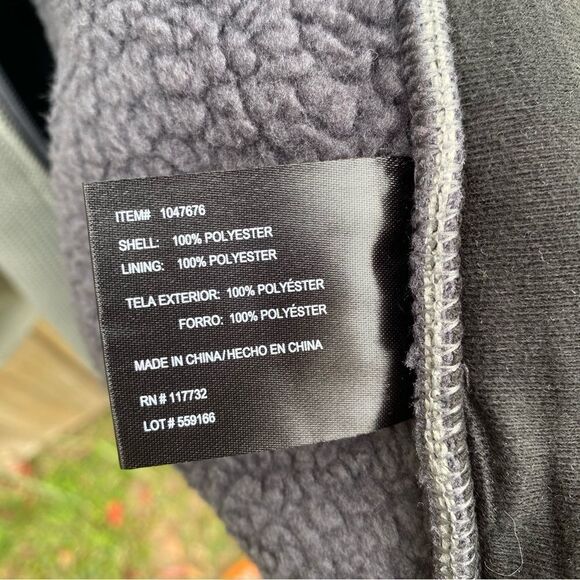 ITEM# 1047676
SHELL: 100% POLYESTER
LINING: 100% POLYESTER
TELA EXTERIOR: 100% POLYÉSTER
FORRO: 100% POLYÉSTER
MADE IN CHINA/HECHO EN CHINA
RN # 117732
LOT # 559166